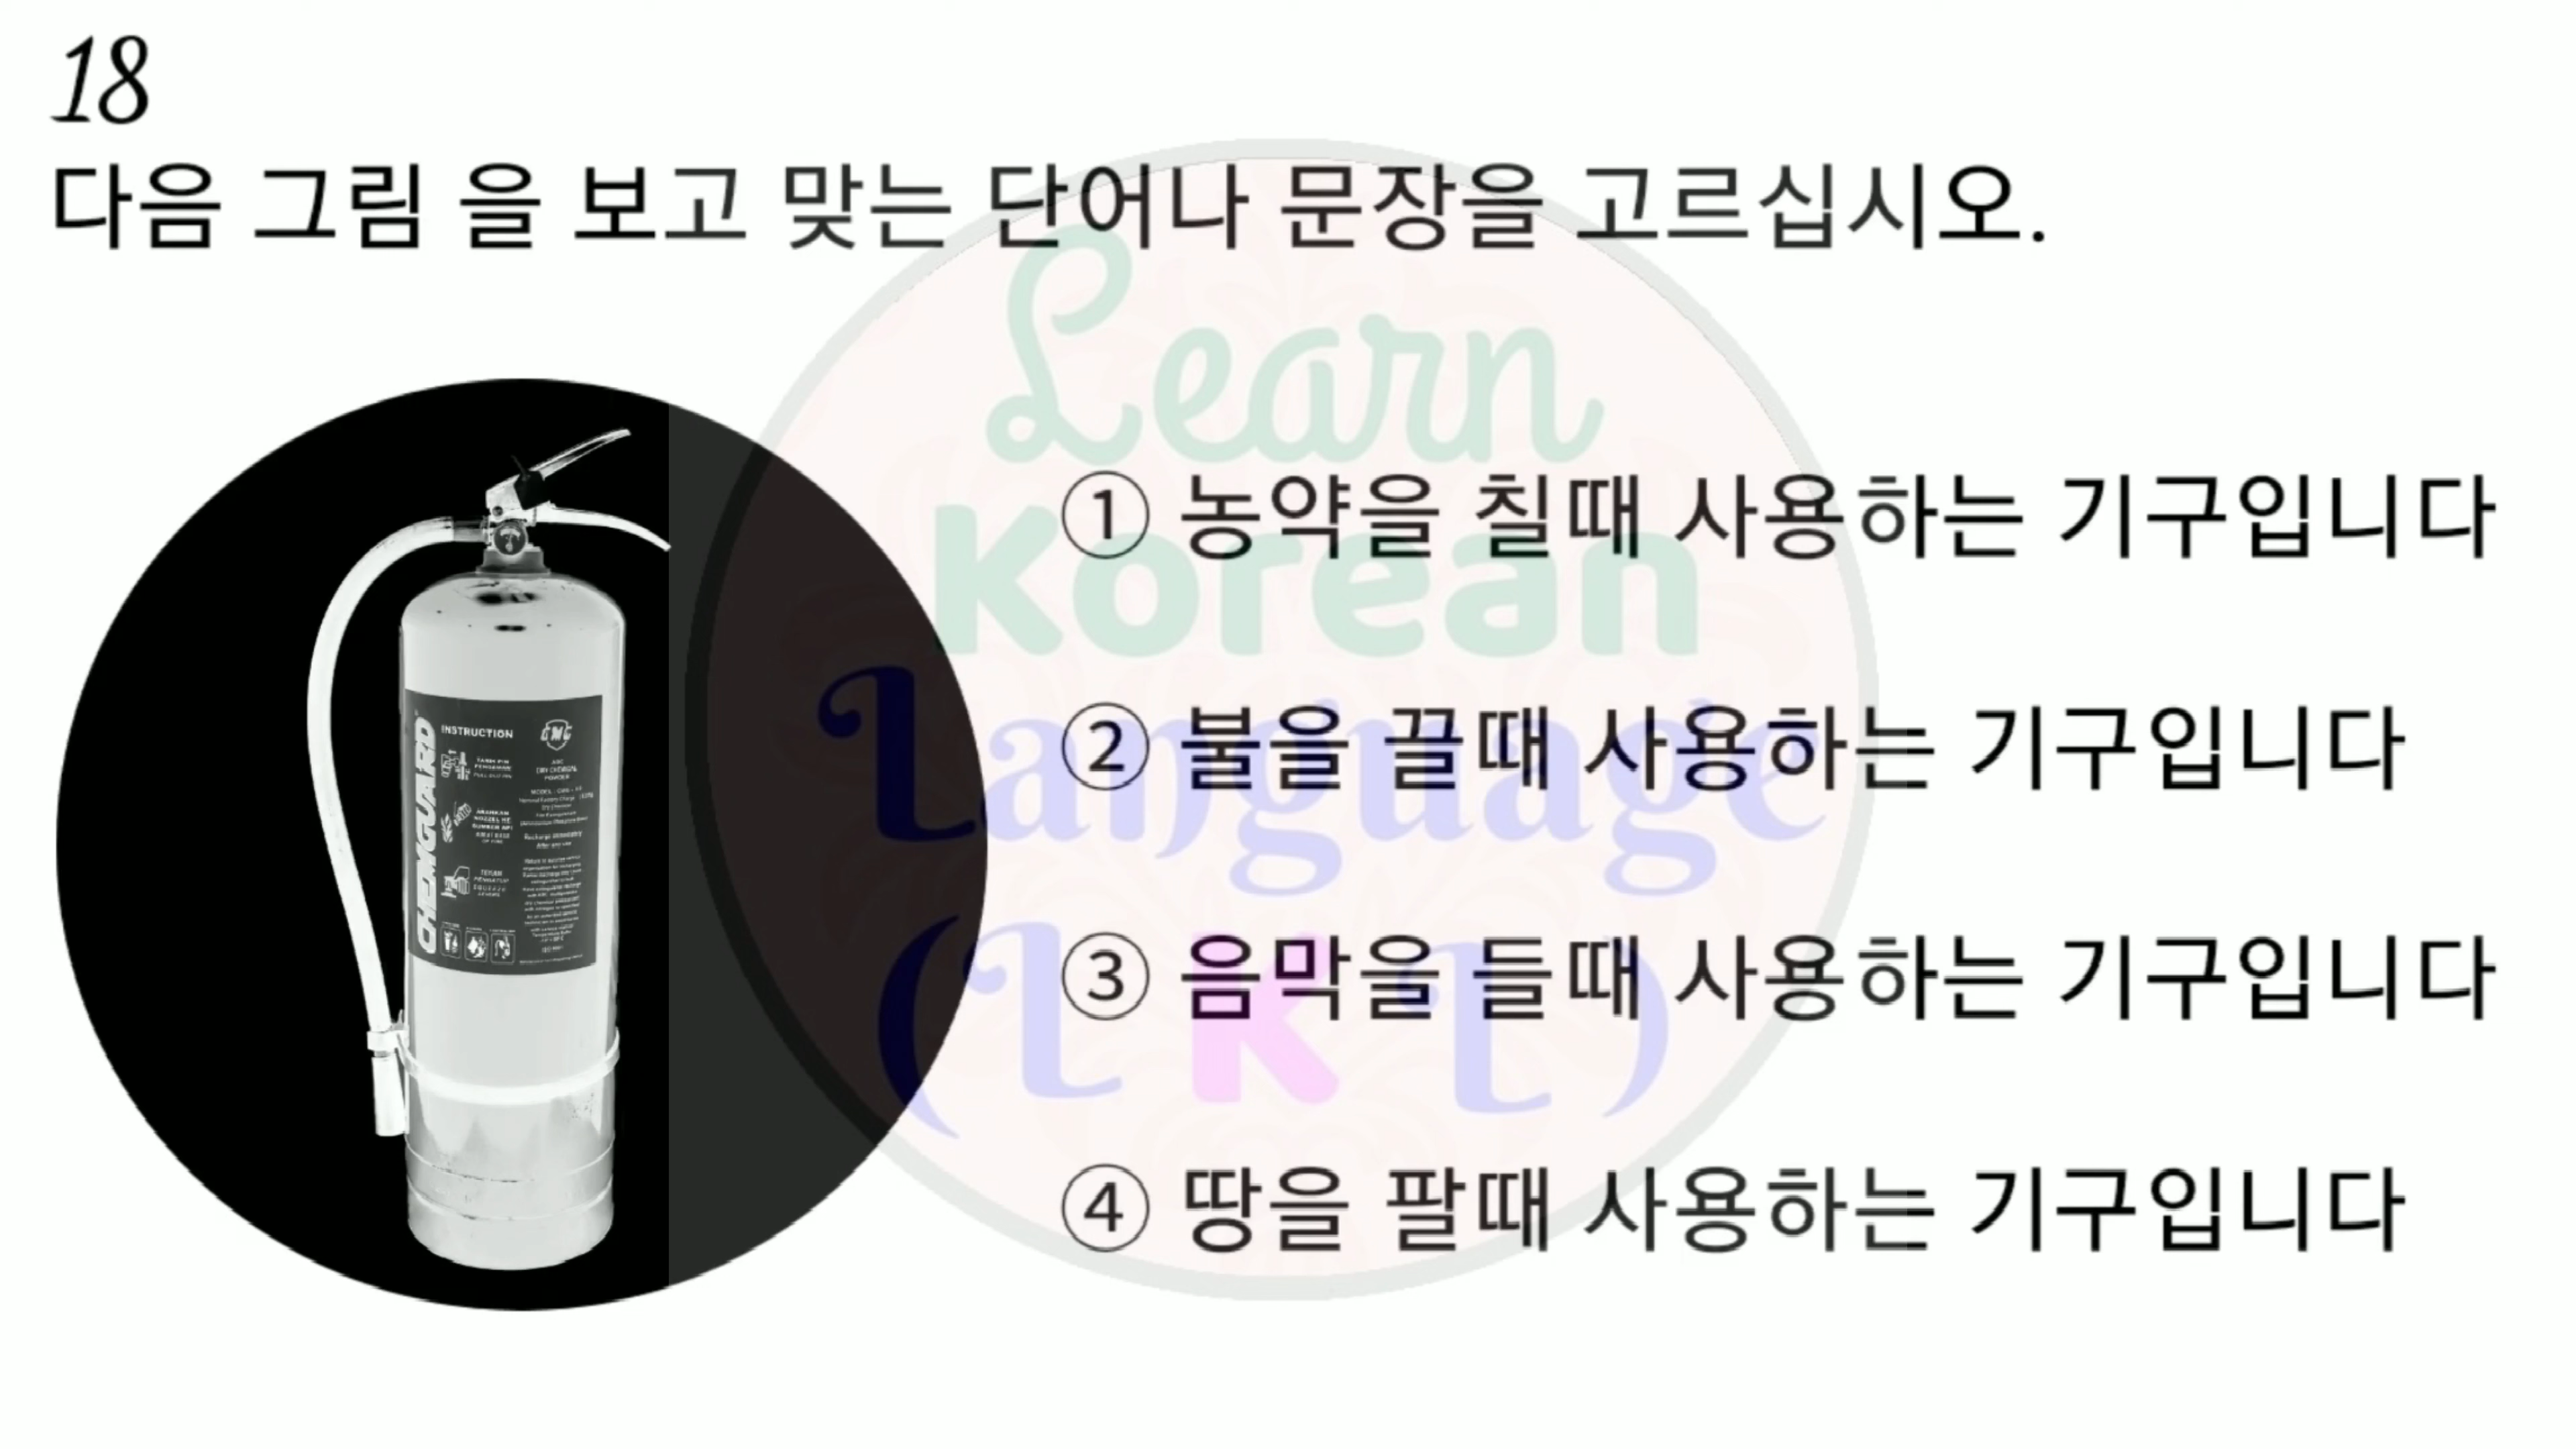 18
다음 그림 을 보고 맞는 단어나 문장을 고르십시오.
Learn
Korean
Language
(LKL)
① 농약을 칠때 사용하는 기구입니다
② 불을 끌때 사용하는 기구입니다
③ 음막을 들때 사용하는 기구입니다
④ 땅을 팔때 사용하는 기구입니다
CHEMGUARD
INSTRUCTION
GMG